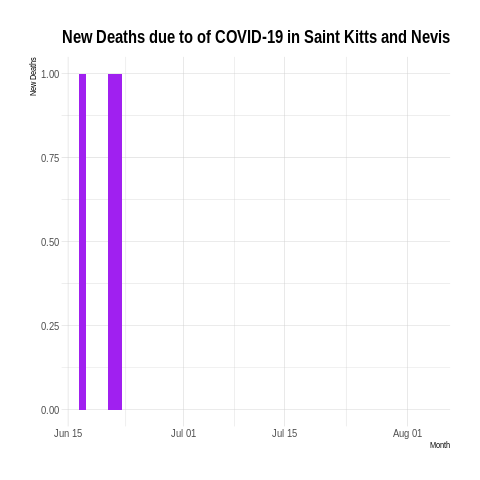 New Deaths due to of COVID-19 in Saint Kitts and Nevis
New Deaths
1.00
0.75
0.50
0.25
0.00
Jun 15 Jul 01 Jul 15 Aug 01
Month